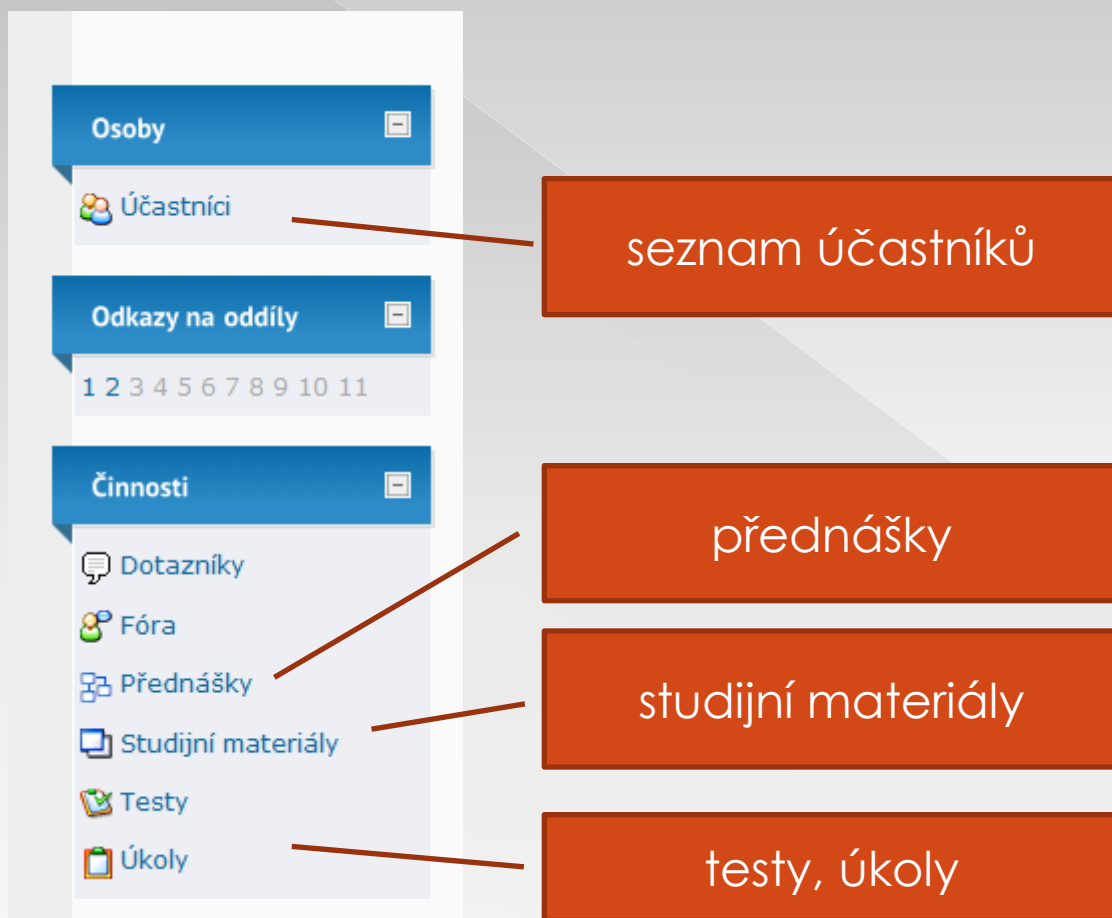 Osoby
Účastníci
seznam účastníků
Odkazy na oddíly
1 2 3 4 5 6 7 8 9 10 11
Činnosti
Dotazníky
Fóra
Přednášky
Studijní materiály
Testy
Úkoly
přednášky
studijní materiály
testy, úkoly